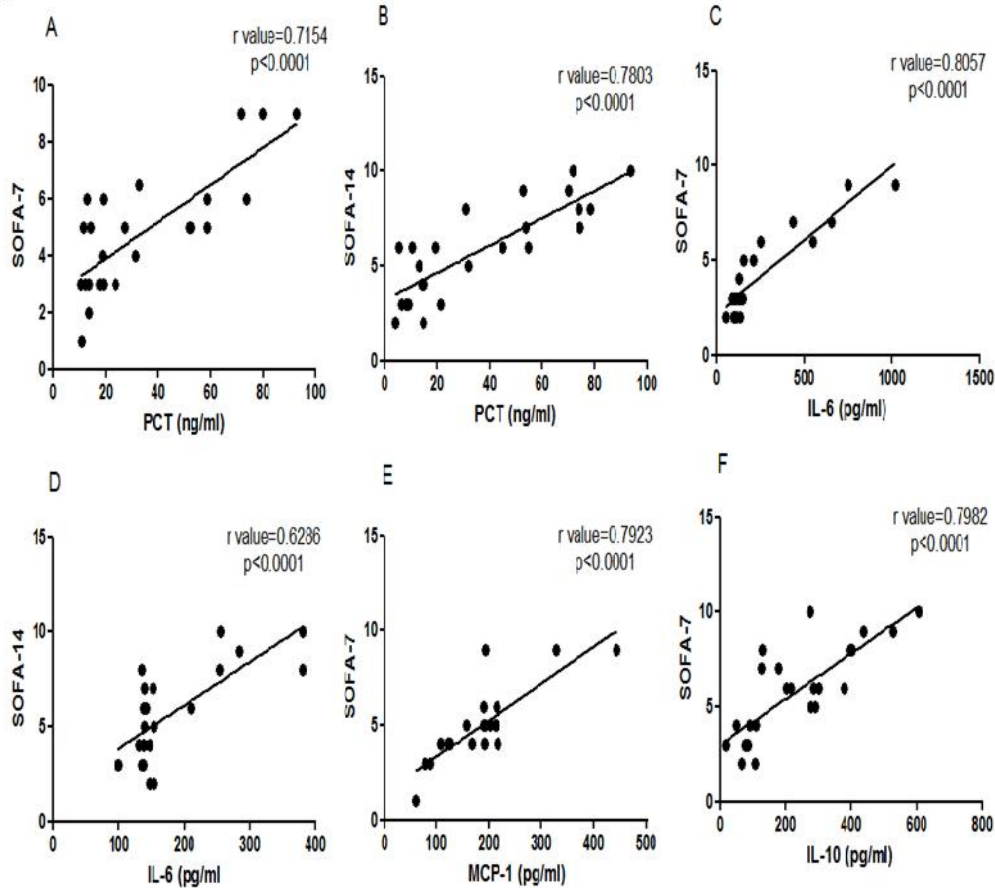 A
r value=0.7154
p<0.0001
10
8
6
4
2
0
SOFA-7
0 20 40 60 80 100
PCT (ng/ml)
B
r value=0.7803
p<0.0001
15
10
5
0
SOFA-14
0 20 40 60 80 100
PCT (ng/ml)
C
r value=0.8057
p<0.0001
15
10
5
0
SOFA-7
0 500 1000 1500
IL-6 (pg/ml)
D
r value=0.6286
p<0.0001
15
10
5
0
SOFA-14
0 100 200 300 400
IL-6 (pg/ml
E
r value=0.7923
p<0.0001
15
10
5
0
SOFA-7
0 100 200 300 400 500
MCP-1 (pg/ml)
F
r value=0.7982
p<0.0001
15
10
5
0
SOFA-7
0 200 400 600 800
IL-10 (pg/ml)